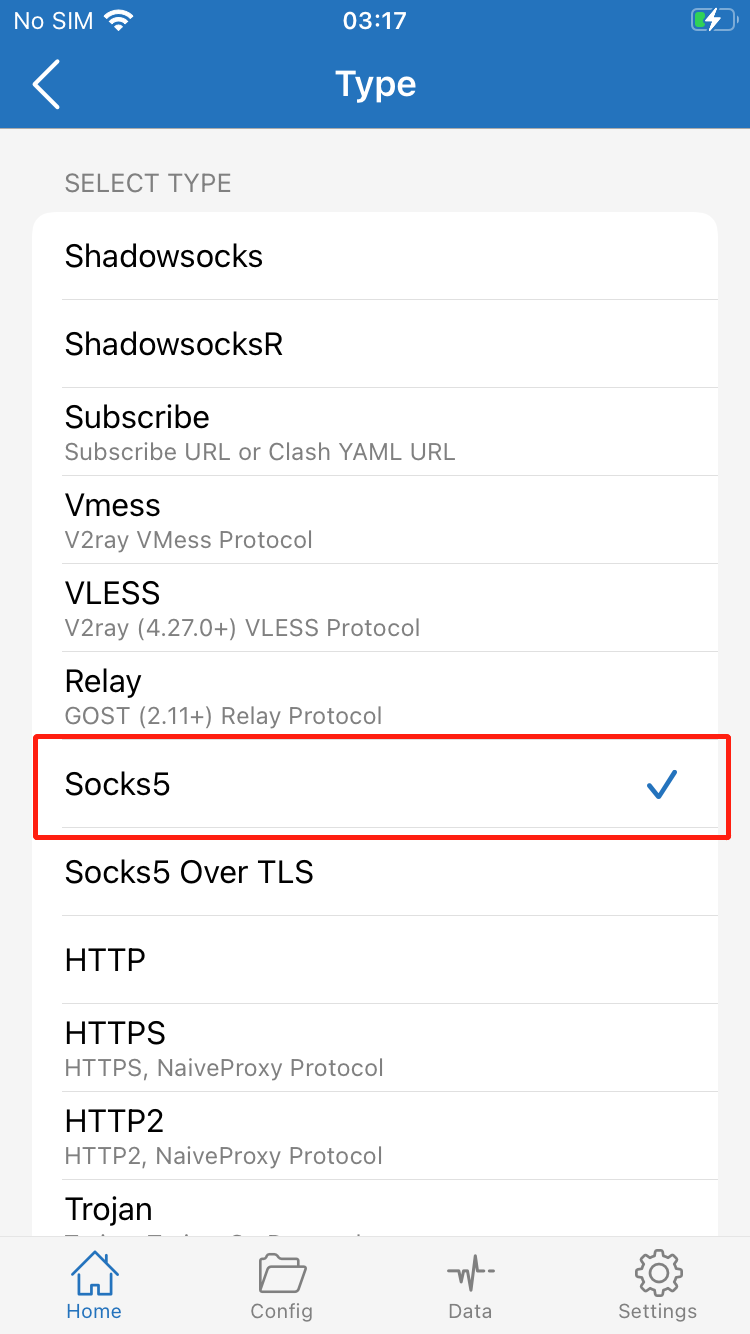 No SIM 03:17
Type
SELECT TYPE
Shadowsocks
ShadowsocksR
Subscribe
Subscribe URL or Clash YAML URL
Vmess
V2ray VMess Protocol
VLESS
V2ray (4.27.0+) VLESS Protocol
Relay
GOST (2.11+) Relay Protocol
Socks5
Socks5 Over TLS
HTTP
HTTPS
HTTPS, NaiveProxy Protocol
HTTP2
HTTP2, NaiveProxy Protocol
Trojan
Home Config Data Settings